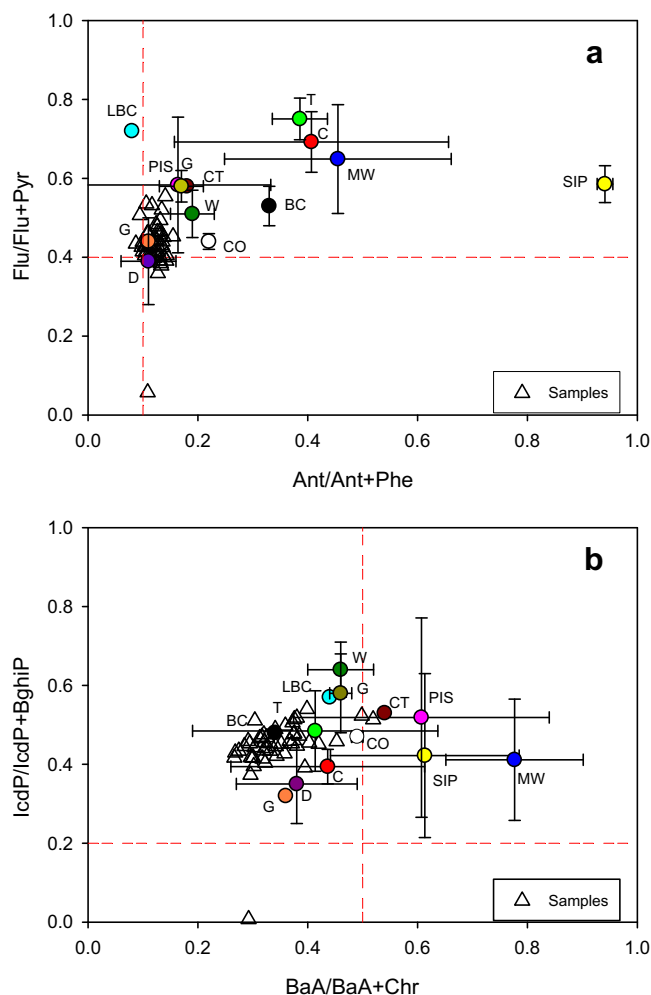 a
1.0
0.8
0.6
0.4
0.2
0.0
Flu/Flu+Pyr
LBC
T
C
MW
PIS
G
CT
SIP
W
BC
G
CO
D
Samples
0.0 0.2 0.4 0.6 0.8 1.0
Ant/Ant+Phe
b
1.0
0.8
0.6
0.4
0.2
0.0
IcdP/IcdP+BghiP
W
LBC
G
CT
PIS
T
BC
CO
C
SIP
MW
G
D
Samples
0.0 0.2 0.4 0.6 0.8 1.0
BaA/BaA+Chr